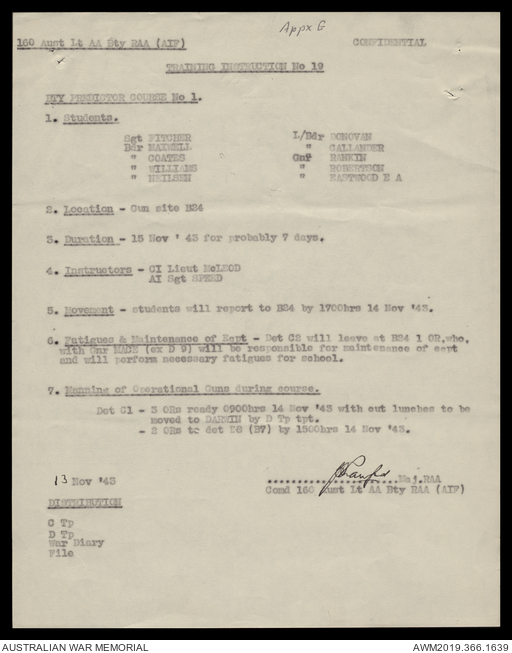 Appx G
160 Aust Lt AA Bty RAA (AIF) CONFIDENTIAL
TRAINING INSTRUCTION No 19
BTY PREDICTOR COURSE No 1.
1. Students.
Sgt PITCHER L/Bdr DONOVAN
Bdr MAXWELL " CALLANDER
" COATES Gnr RANKIN
" WILLIAMS " ROBERTSON
" NEILSEN " EASTWOOD E A
2. Location - Gun site B24
3. Duration - 15 Nov ' 43 for probably 7 days.
4. Instructors - CI Lieut McLEOD
AI Sgt SPEED
5. Movement - students will report to B24 by 1700hrs 14 Nov '43.
6. Fatigues & Maintenance of Eqpt - Det C2 will leave at B24 1 OR, who,
with Gnr MADE (ex D 9) will be responsible for maintenance of eqpt
and will perform necessary fatigues for school.
7. Manning of Operational Guns during course.
Det C1 - 3 ORs ready 0900hrs 14 Nov '43 with cut lunches to be
moved to DARWIN by D Tp tpt.
- 2 ORs to det D8 (B7) by 1800hrs 14 Nov '43.
13 Nov '43 Maj.RAA
Comd 160 Aust Lt AA Bty RAA (AIF)
DISTRIBUTION
C Tp
D Tp
War Diary
File
AUSTRALIAN WAR MEMORIAL AWM2019.366.1639